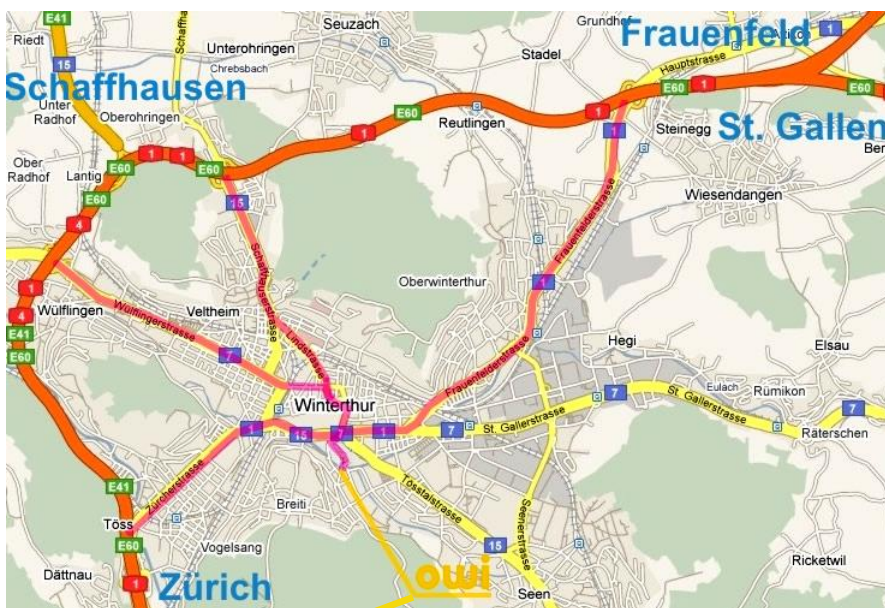 E41
Riedt
15
Schaffha
Seuzach
Unterohringen
Chrebsbach
Stadel
Grundhof
Frauenfeld
1
Hauptstrasse
Schaffhausen
Unter
Radhof
Oberohringen
E60
1
E60
1
1
E60
Reutlingen
1
Steinegg
St. Gallen
Ober
Radhof
Lantig
E60
1
1
E60
E60
15
4
Wiesendangen
Schaffhauserstrasse
Frauenfelderstrasse
Oberwinterthur
1
1
4
Wülflingen
Veltheim
Wülflingerstrasse
Lindstrasse
E41
E60
7
Frauenfelderstrasse
Hegi
Elsau
Eulach
Rümikon
Winterthur
7
St. Gallerstrasse
7
Räterschen
1
15
7
1
7
St. Gallerstrasse
Zürcherstrasse
Tösstalstrasse
Seenerstrasse
E41
Töss
Breiti
E60
Vogelsang
15
Dättnau
1
Zürich
owi
Seen
Ricketwil